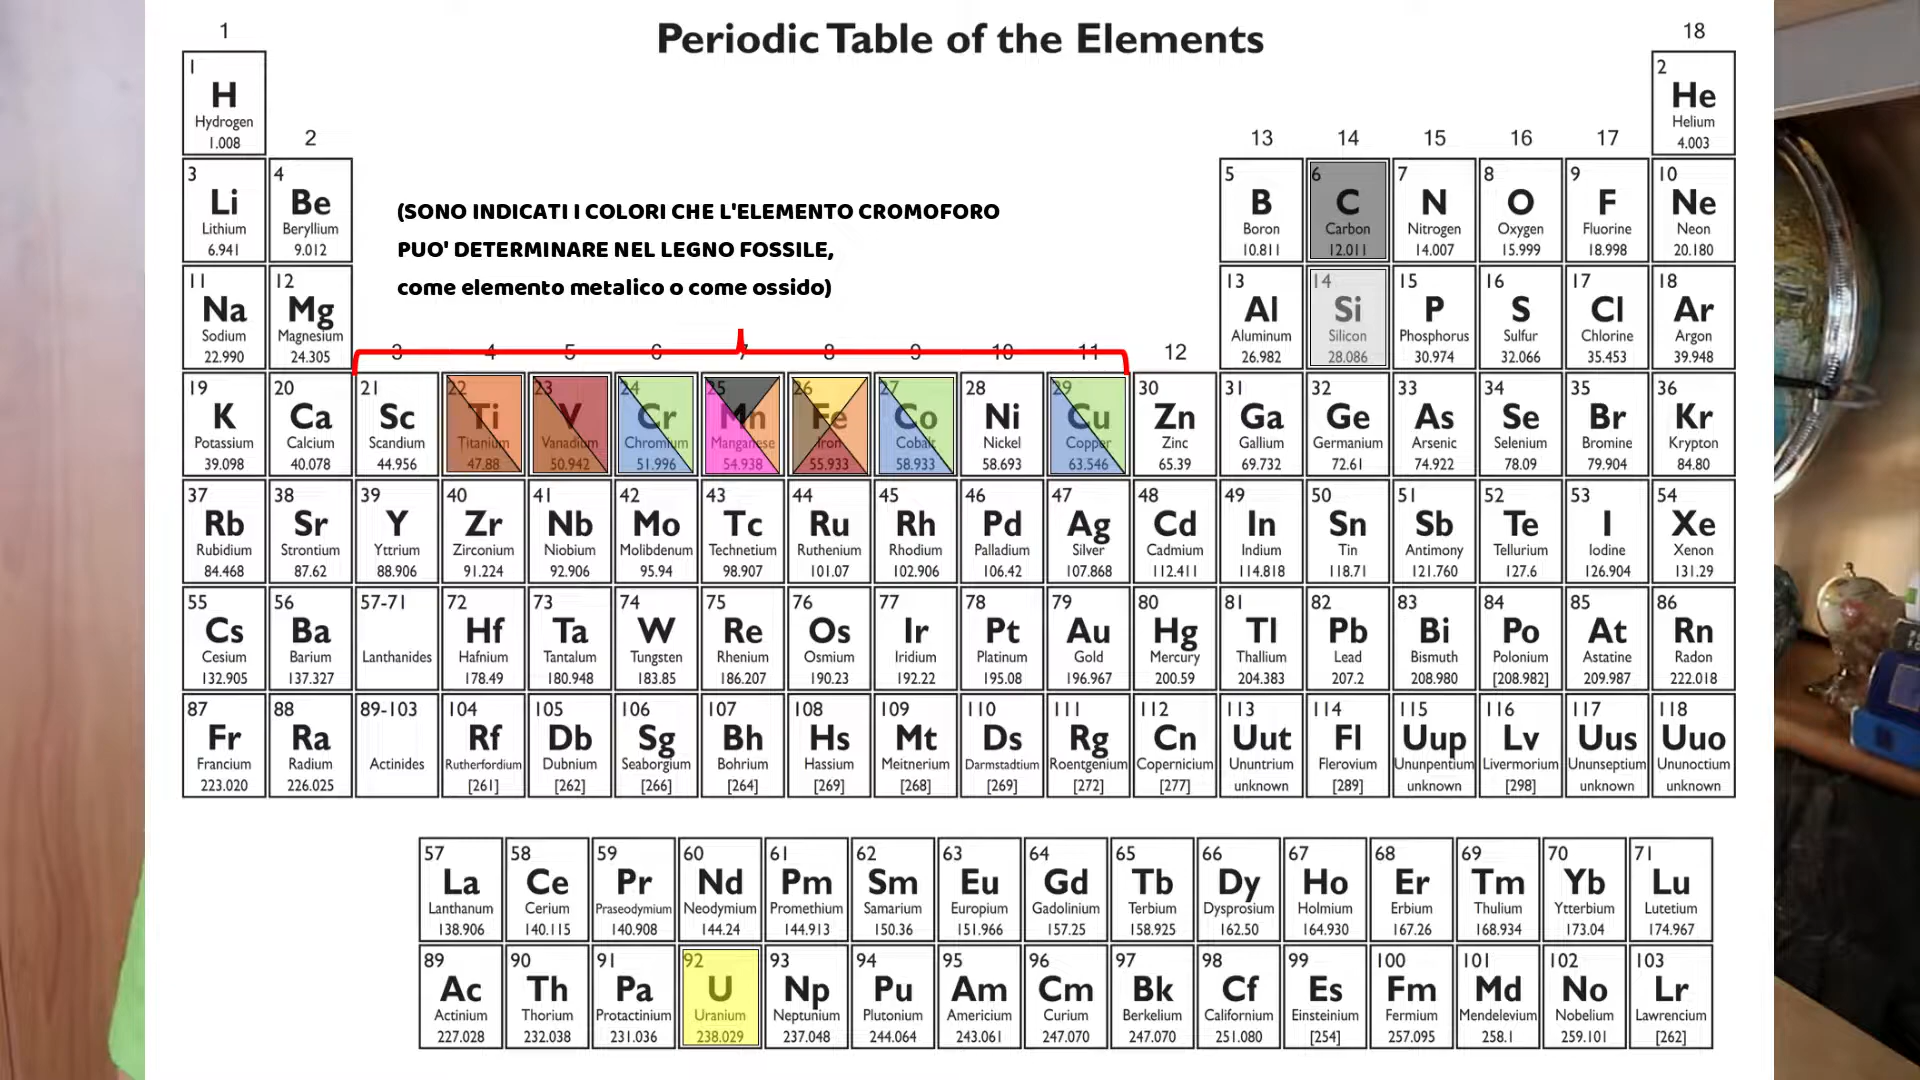 Periodic Table of the Elements
1 18
1 H Hydrogen 1.008 2 He Helium 4.003
2 13 14 15 16 17
3 Li Lithium 6.941 4 Be Beryllium 9.012 5 B Boron 10.811 6 C Carbon 12.011 7 N Nitrogen 14.007 8 O Oxygen 15.999 9 F Fluorine 18.998 10 Ne Neon 20.180
(SONO INDICATI I COLORI CHE L'ELEMENTO CROMOFORO
PUO' DETERMINARE NEL LEGNO FOSSILE,
come elemento metalico o come ossido)
11 Na Sodium 22.990 12 Mg Magnesium 24.305 13 Al Aluminum 26.982 14 Si Silicon 28.086 15 P Phosphorus 30.974 16 S Sulfur 32.066 17 Cl Chlorine 35.453 18 Ar Argon 39.948
3 4 5 6 7 8 9 10 11 12
19 K Potassium 39.098 20 Ca Calcium 40.078 21 Sc Scandium 44.956 22 Ti Titanium 47.88 23 V Vanadium 50.942 24 Cr Chromium 51.996 25 Mn Manganese 54.938 26 Fe Iron 55.933 27 Co Cobalt 58.933 28 Ni Nickel 58.693 29 Cu Copper 63.546 30 Zn Zinc 65.39 31 Ga Gallium 69.732 32 Ge Germanium 72.61 33 As Arsenic 74.922 34 Se Selenium 78.09 35 Br Bromine 79.904 36 Kr Krypton 84.80
37 Rb Rubidium 84.468 38 Sr Strontium 87.62 39 Y Yttrium 88.906 40 Zr Zirconium 91.224 41 Nb Niobium 92.906 42 Mo Molibdenum 95.94 43 Tc Technetium 98.907 44 Ru Ruthenium 101.07 45 Rh Rhodium 102.906 46 Pd Palladium 106.42 47 Ag Silver 107.868 48 Cd Cadmium 112.411 49 In Indium 114.818 50 Sn Tin 118.71 51 Sb Antimony 121.760 52 Te Tellurium 127.6 53 I Iodine 126.904 54 Xe Xenon 131.29
55 Cs Cesium 132.905 56 Ba Barium 137.327 57-71 Lanthanides 72 Hf Hafnium 178.49 73 Ta Tantalum 180.948 74 W Tungsten 183.85 75 Re Rhenium 186.207 76 Os Osmium 190.23 77 Ir Iridium 192.22 78 Pt Platinum 195.08 79 Au Gold 196.967 80 Hg Mercury 200.59 81 Tl Thallium 204.383 82 Pb Lead 207.2 83 Bi Bismuth 208.980 84 Po Polonium [208.982] 85 At Astatine 209.987 86 Rn Radon 222.018
87 Fr Francium 223.020 88 Ra Radium 226.025 89-103 Actinides 104 Rf Rutherfordium [261] 105 Db Dubnium [262] 106 Sg Seaborgium [266] 107 Bh Bohrium [264] 108 Hs Hassium [269] 109 Mt Meitnerium [268] 110 Ds Darmstadtium [269] 111 Rg Roentgenium [272] 112 Cn Copernicium [277] 113 Uut Ununtrium unknown 114 Fl Flerovium [289] 115 Uup Ununpentium unknown 116 Lv Livermorium [298] 117 Uus Ununseptium unknown 118 Uuo Ununoctium unknown
57 La Lanthanum 138.906 58 Ce Cerium 140.115 59 Pr Praseodymium 140.908 60 Nd Neodymium 144.24 61 Pm Promethium 144.913 62 Sm Samarium 150.36 63 Eu Europium 151.966 64 Gd Gadolinium 157.25 65 Tb Terbium 158.925 66 Dy Dysprosium 162.50 67 Ho Holmium 164.930 68 Er Erbium 167.26 69 Tm Thulium 168.934 70 Yb Ytterbium 173.04 71 Lu Lutetium 174.967
89 Ac Actinium 227.028 90 Th Thorium 232.038 91 Pa Protactinium 231.036 92 U Uranium 238.029 93 Np Neptunium 237.048 94 Pu Plutonium 244.064 95 Am Americium 243.061 96 Cm Curium 247.070 97 Bk Berkelium 247.070 98 Cf Californium 251.080 99 Es Einsteinium [254] 100 Fm Fermium 257.095 101 Md Mendelevium 258.1 102 No Nobelium 259.101 103 Lr Lawrencium [262]